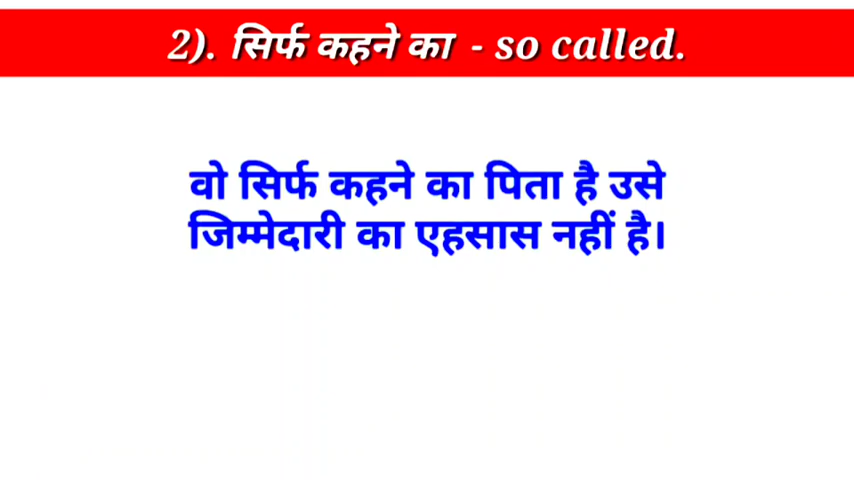 2). सिर्फ कहने का - so called.
वो सिर्फ कहने का पिता है उसे
जिम्मेदारी का एहसास नहीं है।